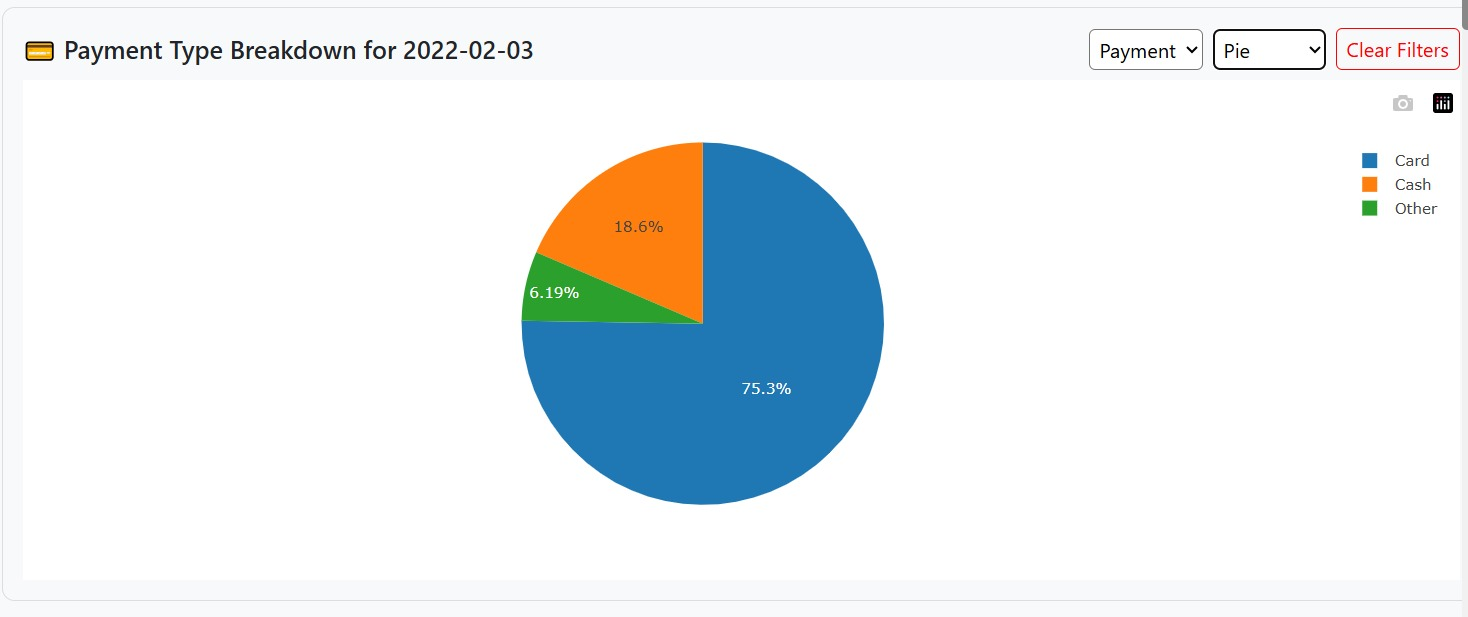 Payment Type Breakdown for 2022-02-03
Payment
Pie
Clear Filters
Card
Cash
Other
18.6%
6.19%
75.3%